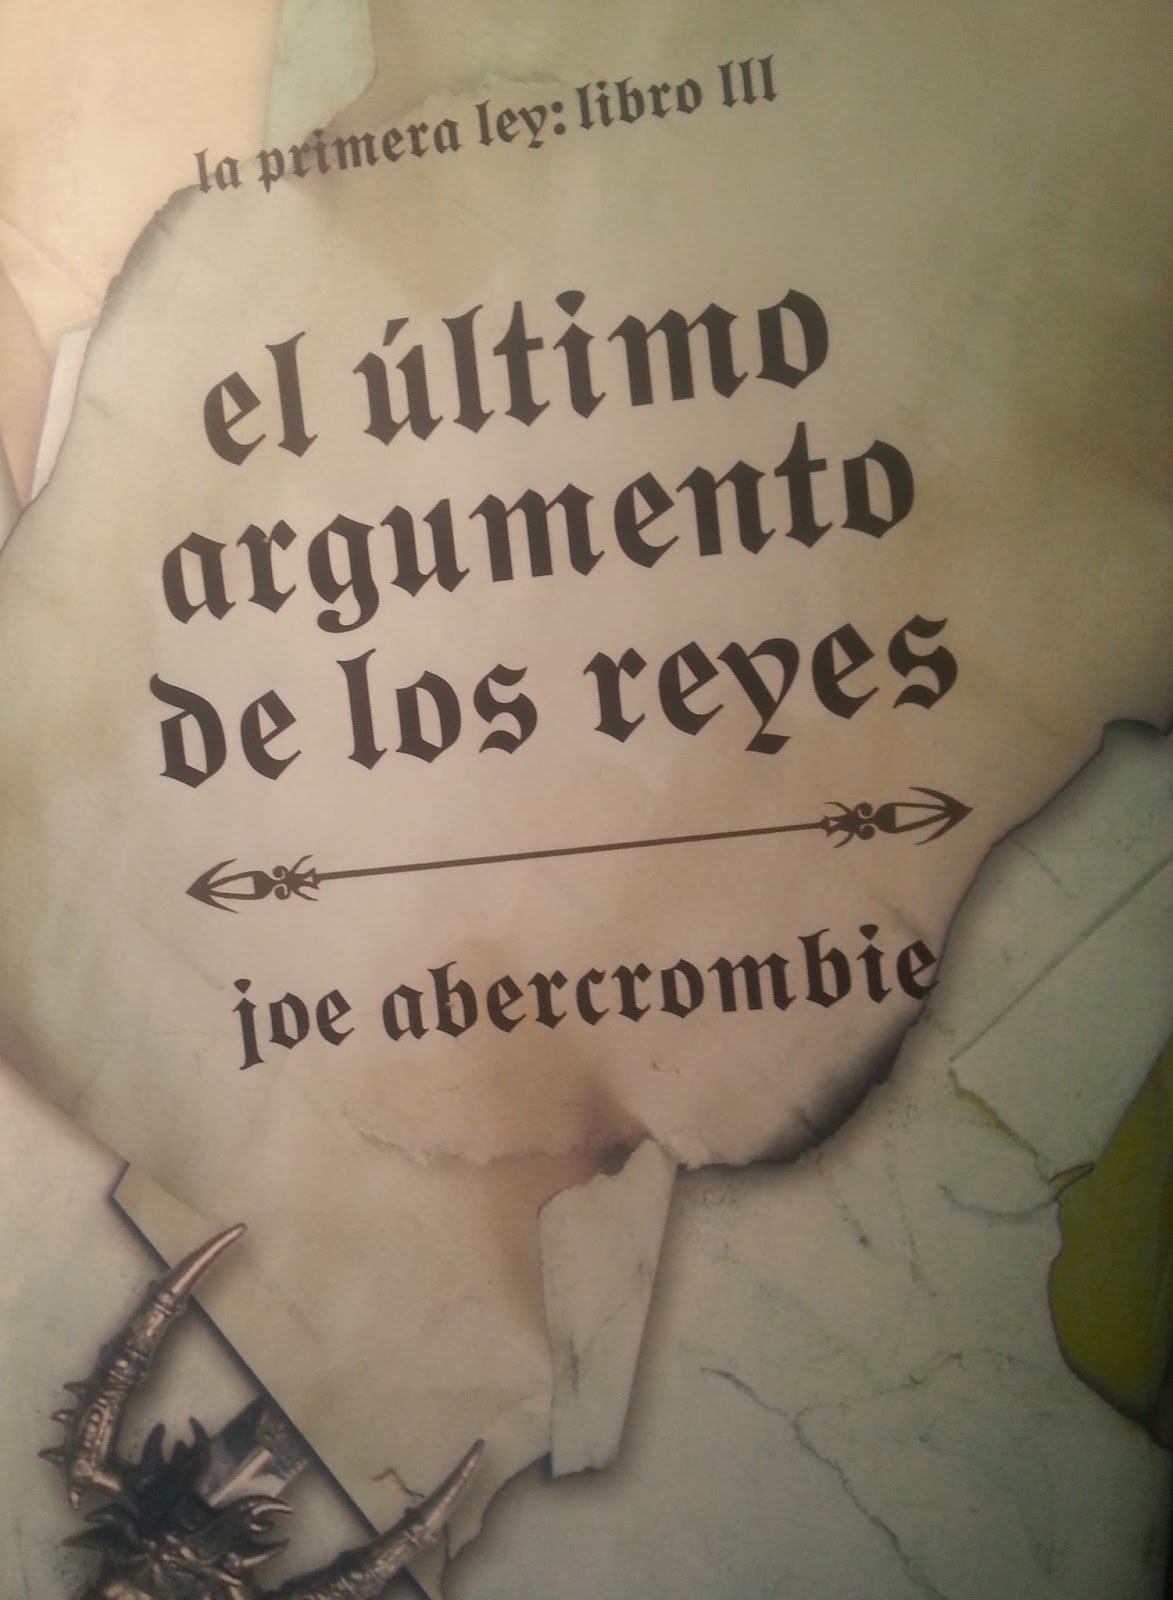 la primera ley: libro III
el último
argumento
de los reyes
joe abercrombie